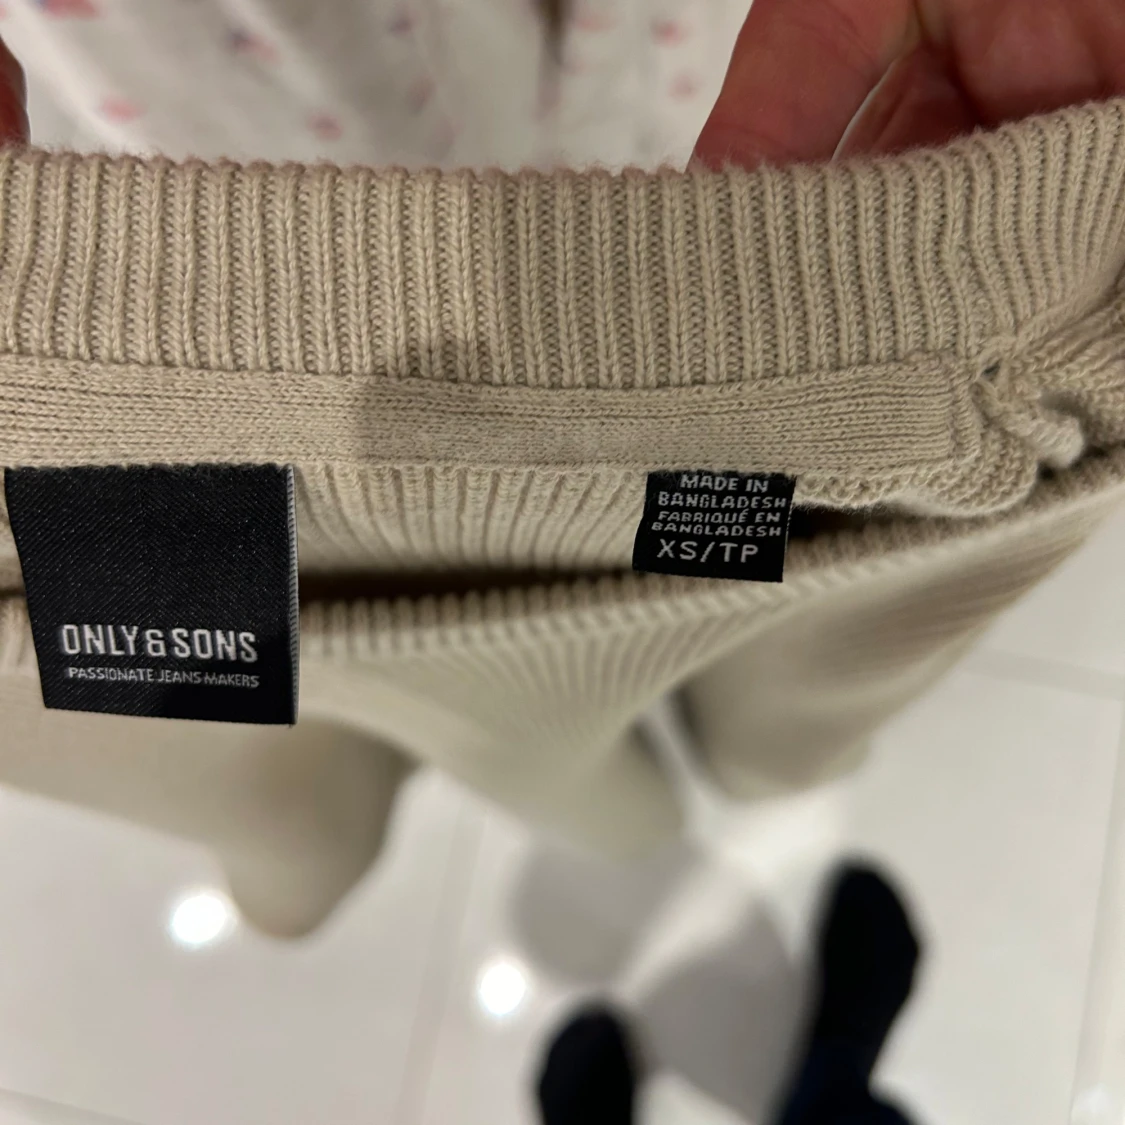 ONLY & SONS
PASSIONATE JEANS MAKERS
MADE IN
BANGLADESH
FABRIQUÉ EN
BANGLADESH
XS/TP